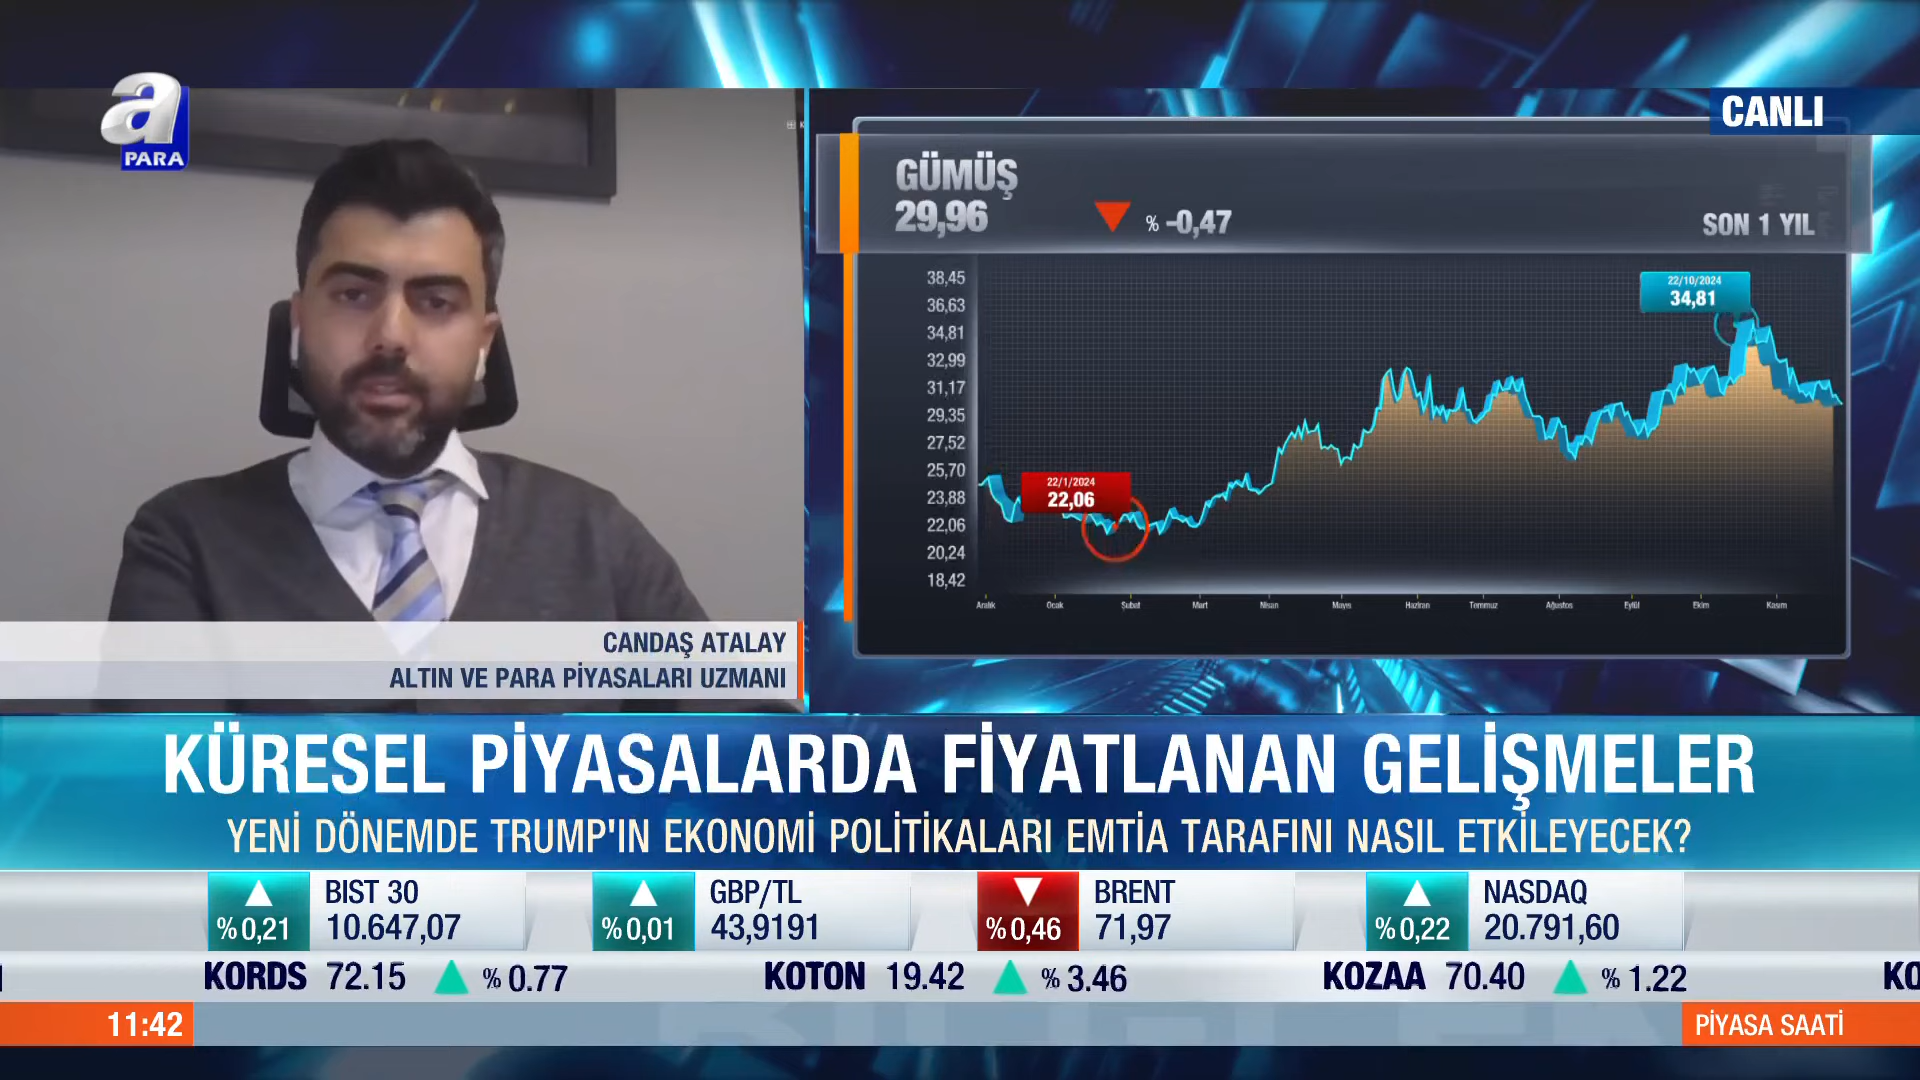 a
PARA
CANLI
GÜMÜŞ
29,96
% -0,47
SON 1 YIL
38,45
36,63
34,81
32,99
31,17
29,35
27,52
25,70
23,88
22,06
20,24
18,42
22/10/2024
34,81
22/1/2024
22,06
Aralık Ocak Şubat Mart Nisan Mayıs Haziran Temmuz Ağustos Eylül Ekim Kasım
CANDAŞ ATALAY
ALTIN VE PARA PİYASALARI UZMANI
KÜRESEL PİYASALARDA FİYATLANAN GELİŞMELER
YENİ DÖNEMDE TRUMP'IN EKONOMİ POLİTİKALARI EMTİA TARAFINI NASIL ETKİLEYECEK?
% 0,21 BIST 30 10.647,07
% 0,01 GBP/TL 43,9191
% 0,46 BRENT 71,97
% 0,22 NASDAQ 20.791,60
KORDS 72.15 % 0.77 KOTON 19.42 % 3.46 KOZAA 70.40 % 1.22 KO
11:42
PİYASA SAATİ